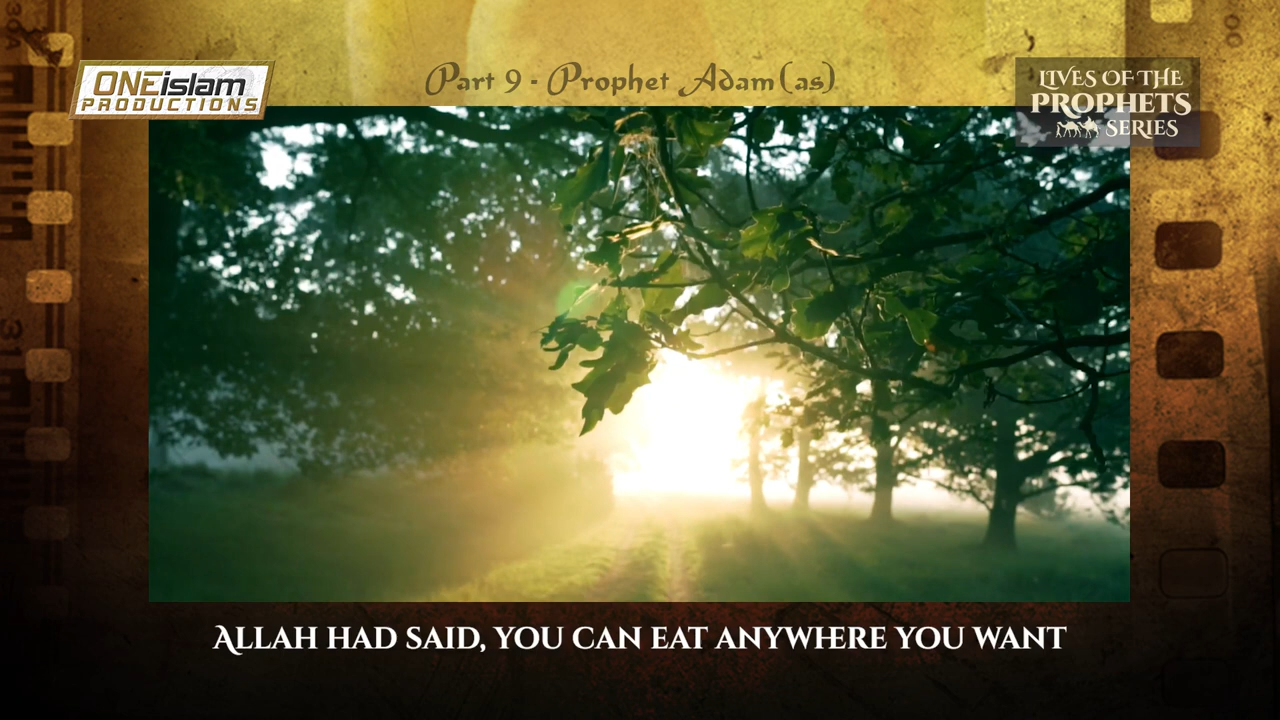 ONEislam
PRODUCTIONS
Part 9 - Prophet Adam (as)
LIVES OF THE
PROPHETS
SERIES
ALLAH HAD SAID, YOU CAN EAT ANYWHERE YOU WANT